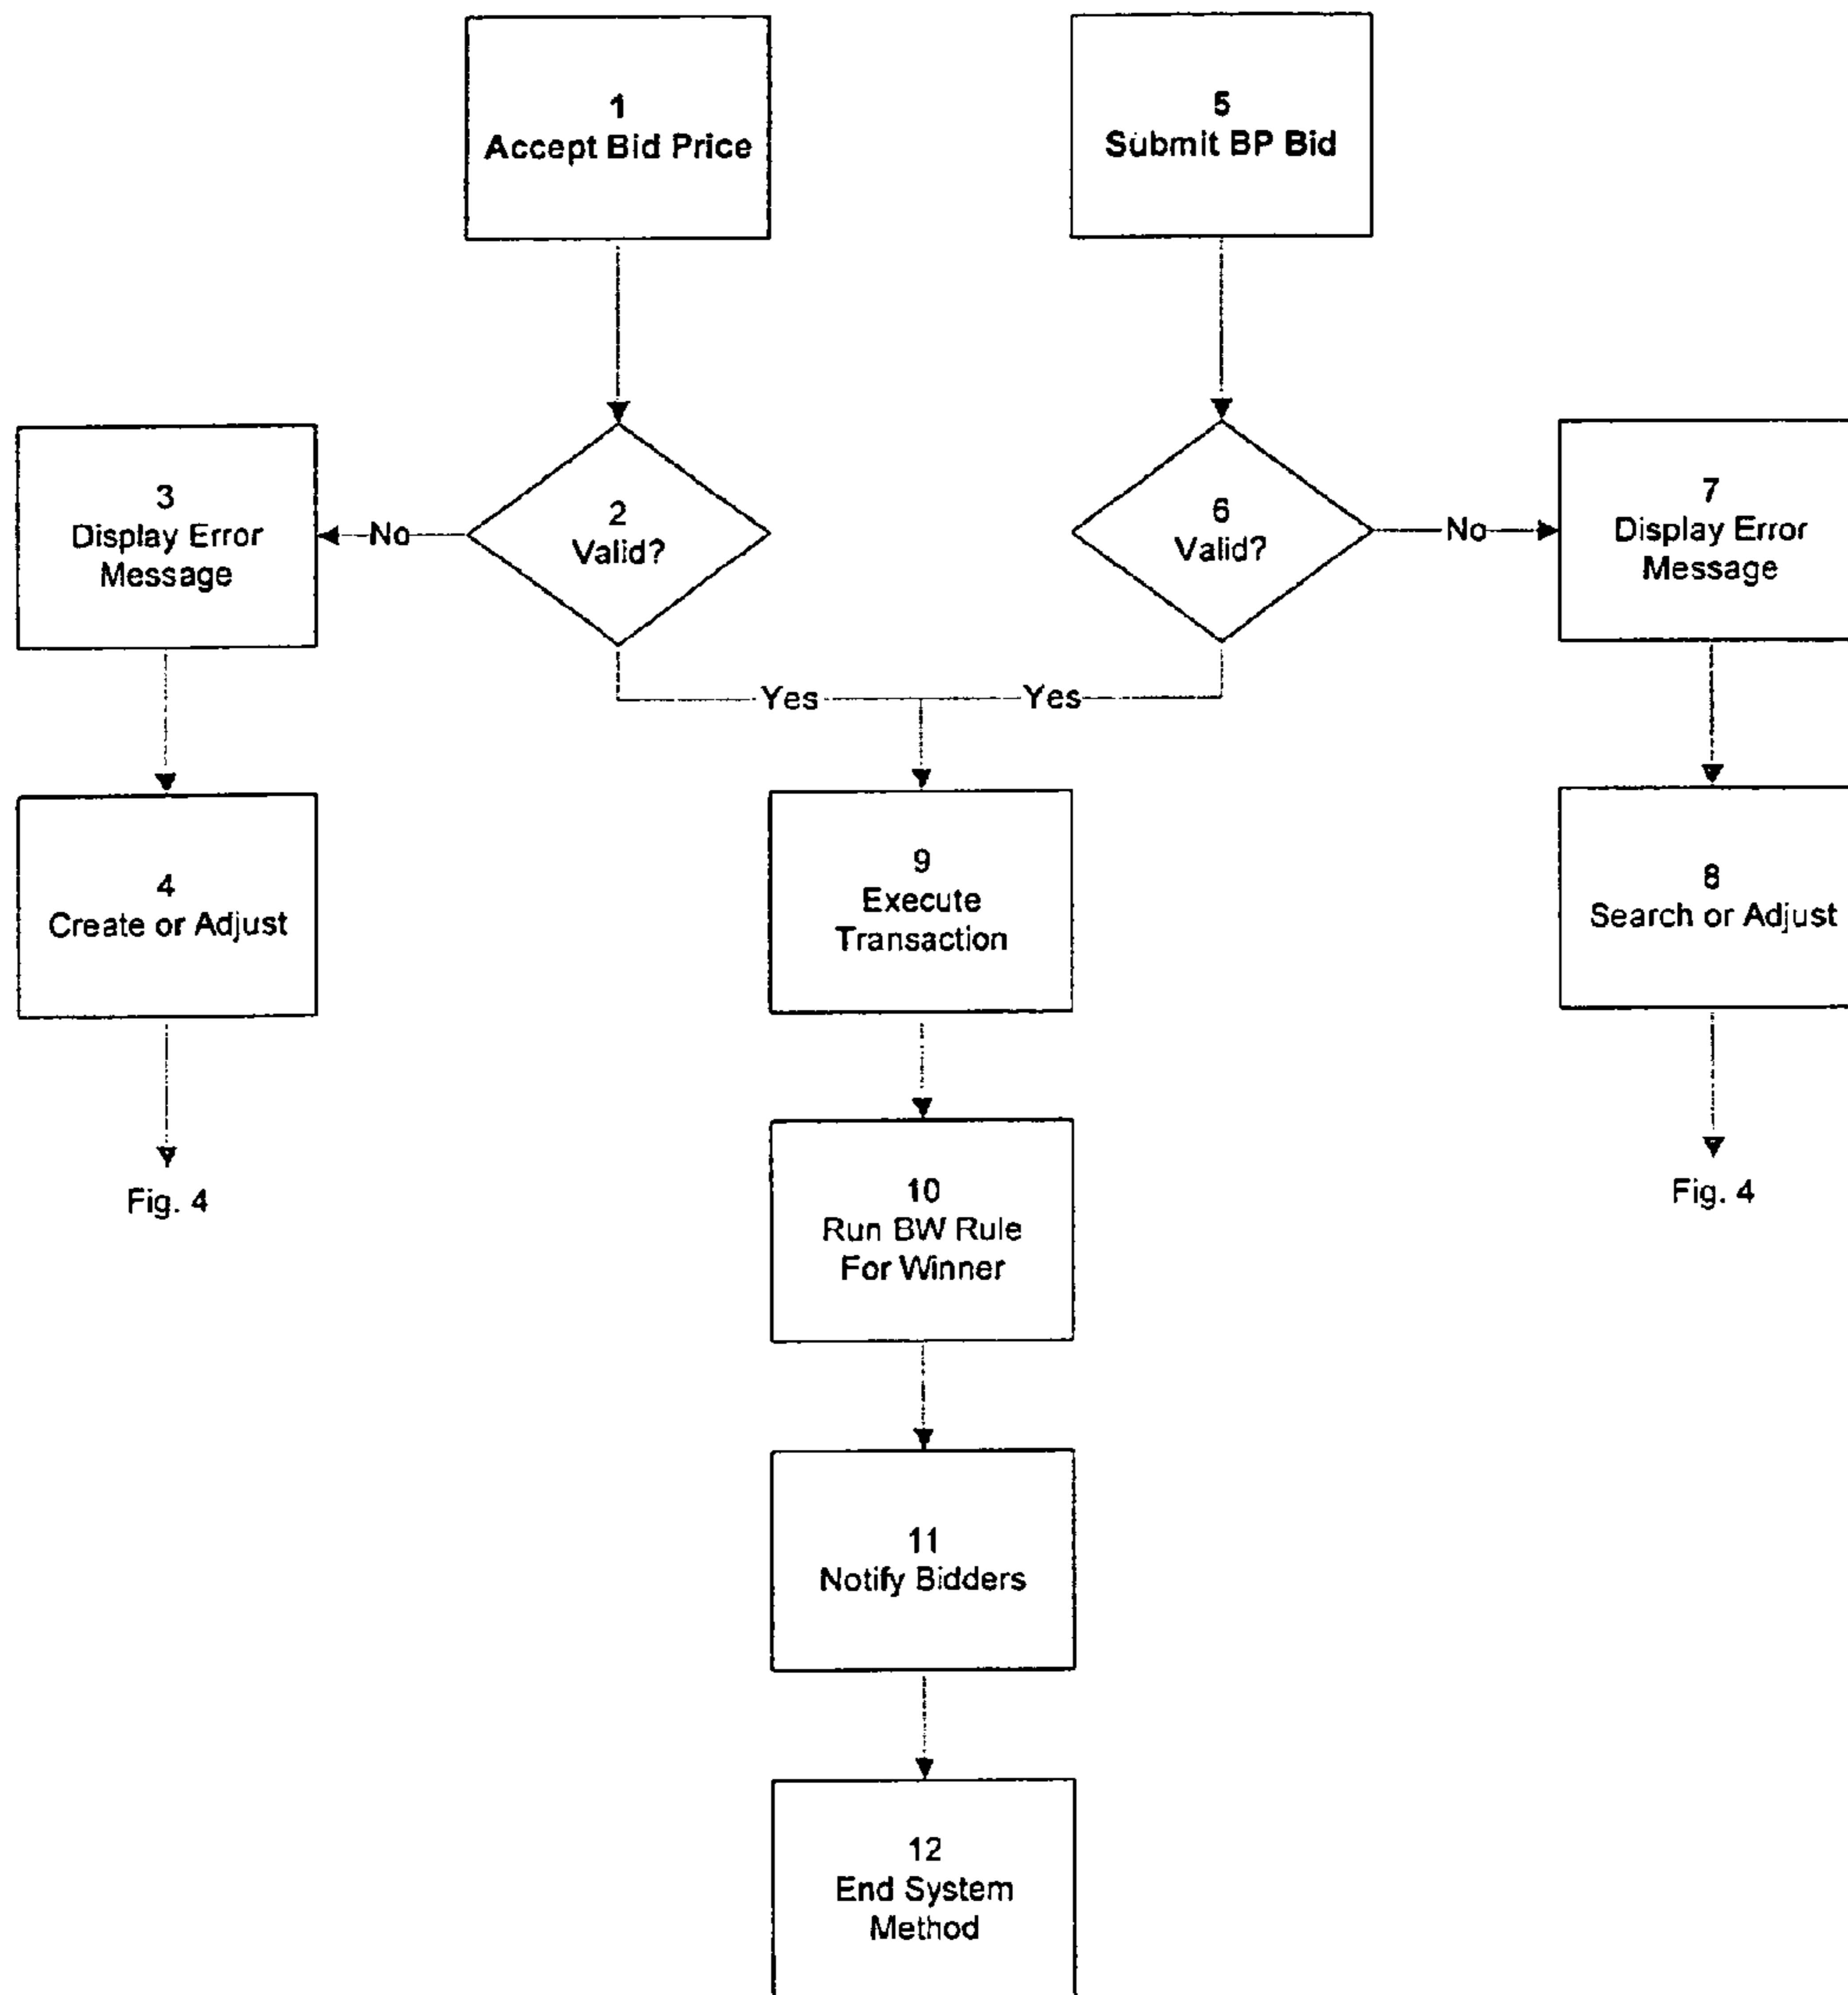 1
Accept Bid Price
5
Submit BP Bid
3
Display Error
Message
No
2
Valid?
6
Valid?
No
7
Display Error
Message
Yes
Yes
4
Create or Adjust
9
Execute
Transaction
8
Search or Adjust
Fig. 4
10
Run BW Rule
For Winner
Fig. 4
11
Notify Bidders
12
End System
Method